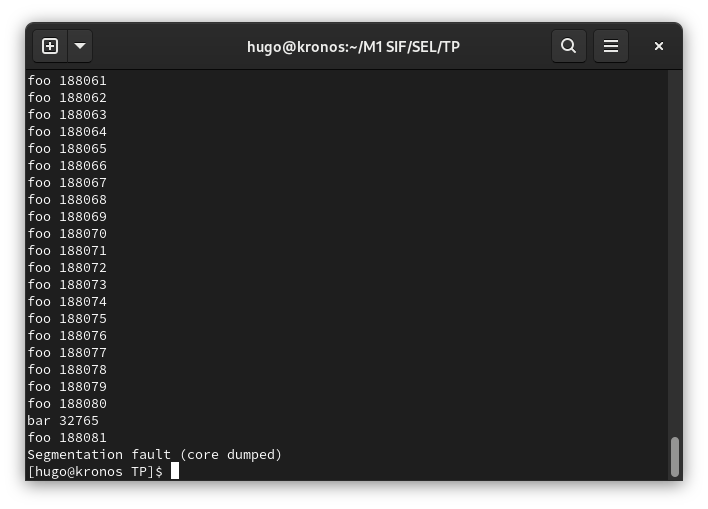 hugo@kronos:~/M1 SIF/SEL/TP
foo 188061
foo 188062
foo 188063
foo 188064
foo 188065
foo 188066
foo 188067
foo 188068
foo 188069
foo 188070
foo 188071
foo 188072
foo 188073
foo 188074
foo 188075
foo 188076
foo 188077
foo 188078
foo 188079
foo 188080
bar 32765
foo 188081
Segmentation fault (core dumped)
[hugo@kronos TP]$